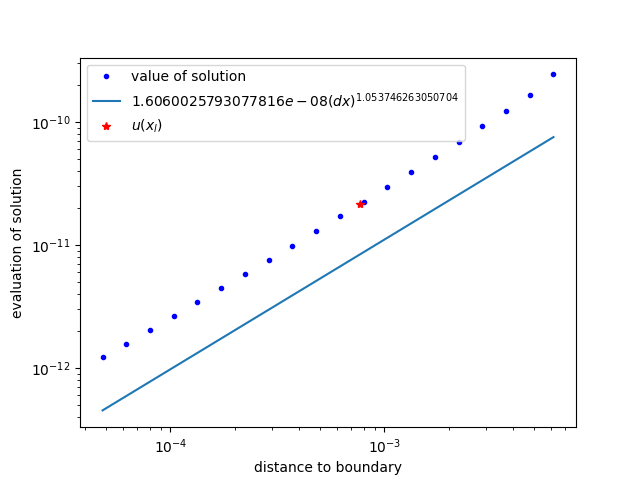 value of solution
1.6060025793077816e − 08(dx)^1.053746263050704
u(x_l)
10^−10
10^−11
10^−12
evaluation of solution
10^−4
10^−3
distance to boundary